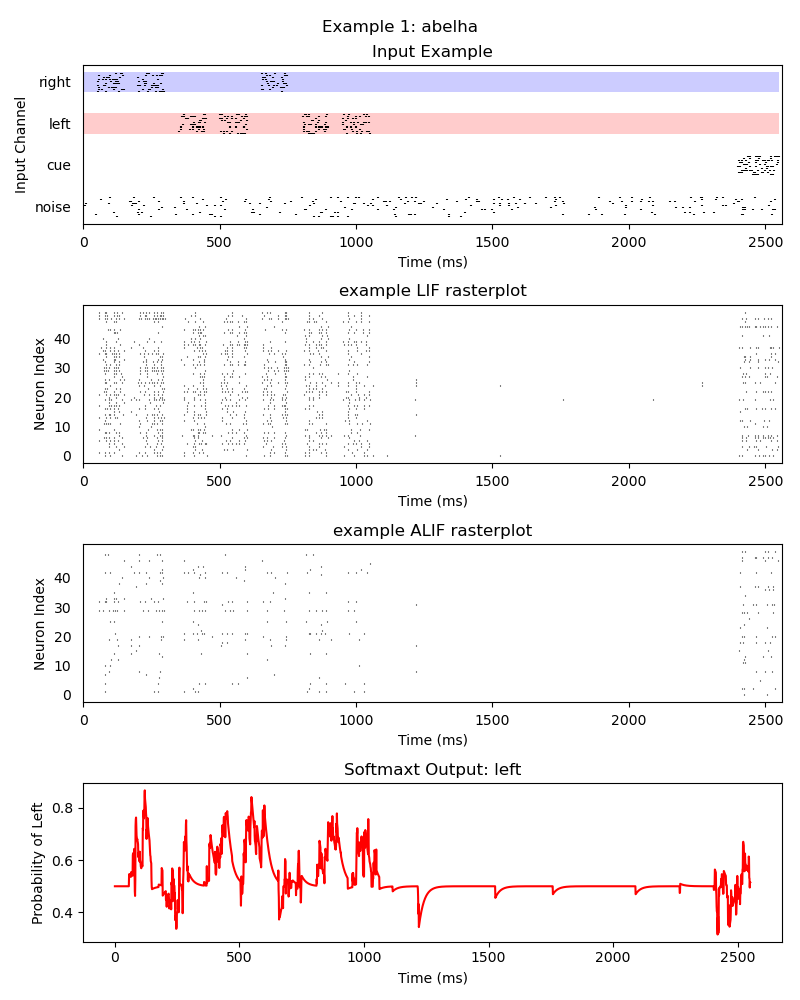 Example 1: abelha
Input Example
right
left
cue
noise
Input Channel
0 500 1000 1500 2000 2500
Time (ms)
example LIF rasterplot
40
30
20
10
0
Neuron Index
0 500 1000 1500 2000 2500
Time (ms)
example ALIF rasterplot
40
30
20
10
0
Neuron Index
0 500 1000 1500 2000 2500
Time (ms)
Softmaxt Output: left
0.8
0.6
0.4
Probability of Left
0 500 1000 1500 2000 2500
Time (ms)